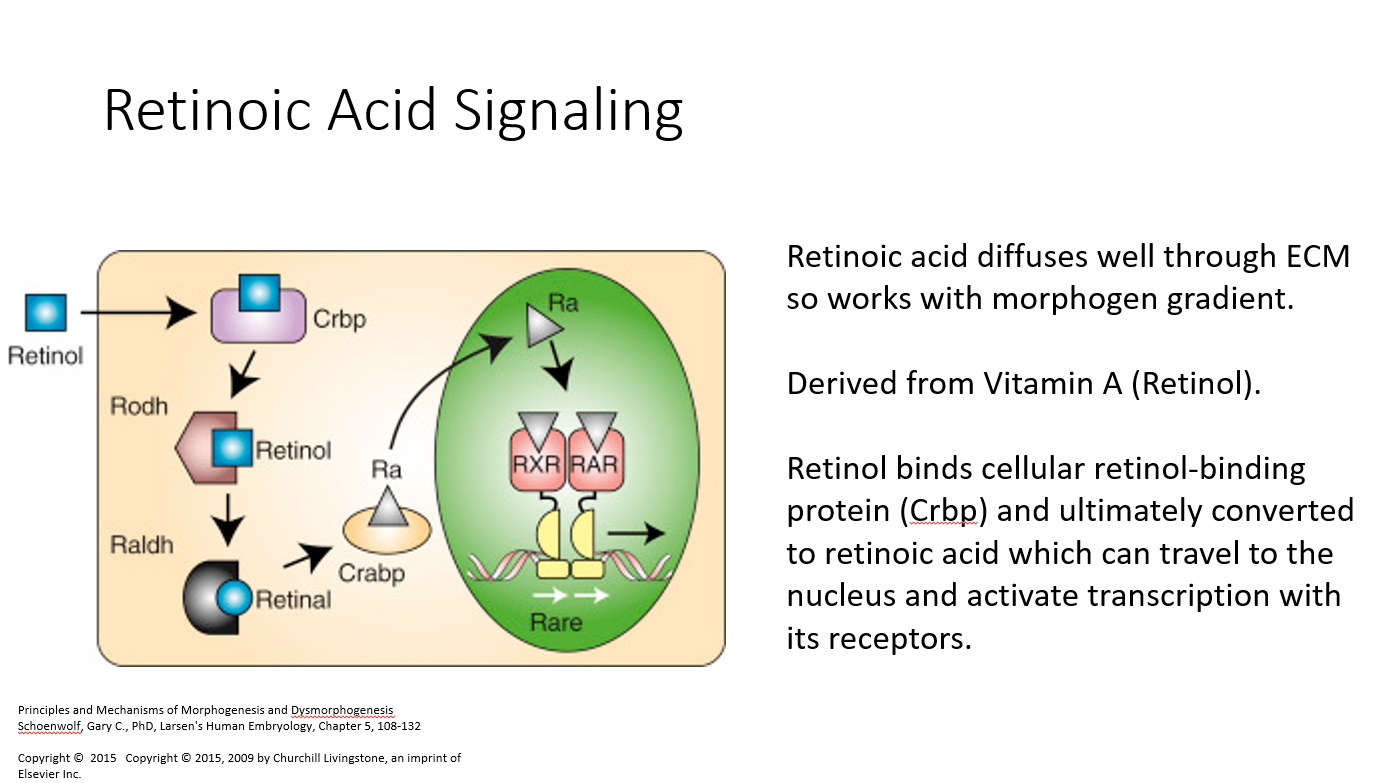 Retinoic Acid Signaling
Retinol
Crbp
Rodh
Retinol
Raldh
Retinal
Ra
Crabp
Ra
RXR RAR
Rare
Retinoic acid diffuses well through ECM
so works with morphogen gradient.
Derived from Vitamin A (Retinol).
Retinol binds cellular retinol-binding
protein (Crbp) and ultimately converted
to retinoic acid which can travel to the
nucleus and activate transcription with
its receptors.
Principles and Mechanisms of Morphogenesis and Dysmorphogenesis
Schoenwolf, Gary C., PhD, Larsen's Human Embryology, Chapter 5, 108-132
Copyright © 2015 Copyright © 2015, 2009 by Churchill Livingstone, an imprint of
Elsevier Inc.